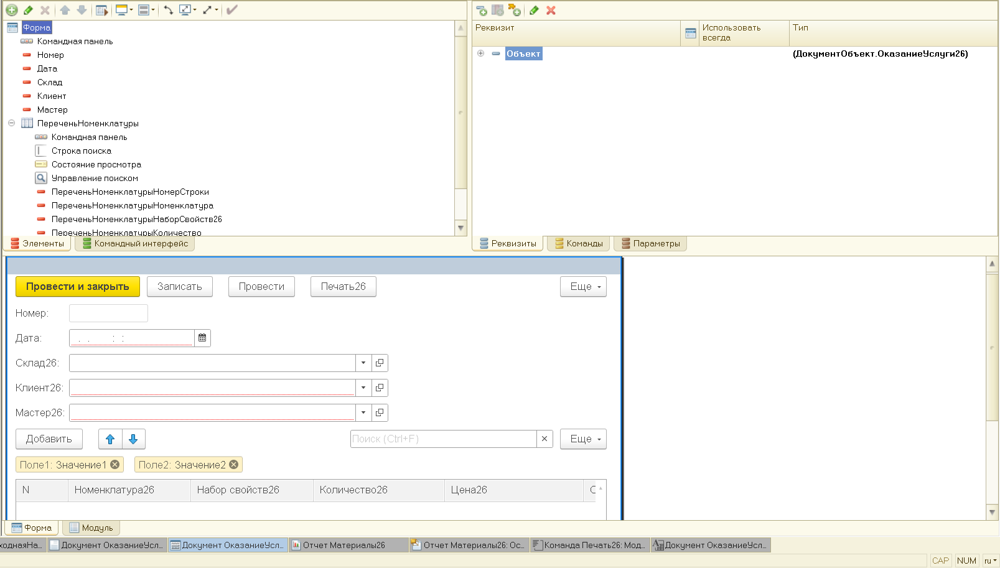 Форма
Командная панель
Номер
Дата
Склад
Клиент
Мастер
ПереченьНоменклатуры
Командная панель
Строка поиска
Состояние просмотра
Управление поиском
ПереченьНоменклатурыНомерСтроки
ПереченьНоменклатурыНоменклатура
ПереченьНоменклатурыНаборСвойств26
ПереченьНоменклатурыКоличество
Элементы Командный интерфейс
Реквизит Использовать всегда Тип
Объект (ДокументОбъект.ОказаниеУслуги26)
Реквизиты Команды Параметры
Провести и закрыть Записать Провести Печать26 Еще
Номер:
Дата: . . : :
Склад26:
Клиент26:
Мастер26:
Добавить Поиск (Ctrl+F) × Еще
Поле1: Значение1 Поле2: Значение2
N Номенклатура26 Набор свойств26 Количество26 Цена26
Форма Модуль
ходнаяНа... Документ ОказаниеУсл... Документ ОказаниеУсл... Отчет Материалы26 Отчет Материалы26: Ос... Команда Печать26: Мод... Документ ОказаниеУсл...
CAP NUM ru